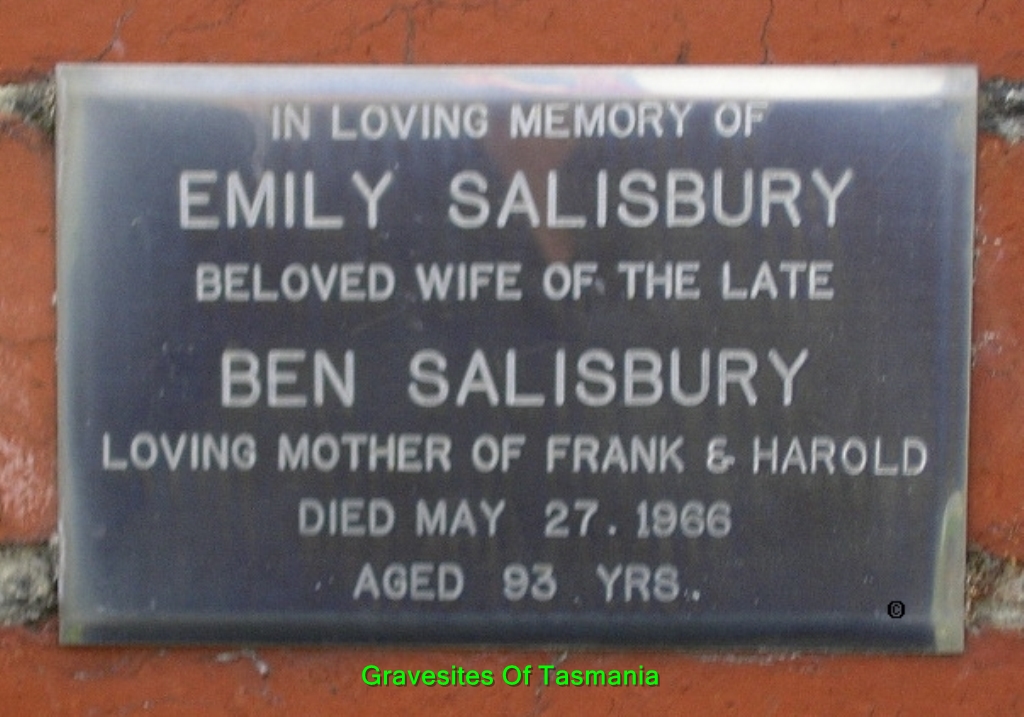 IN LOVING MEMORY OF
EMILY SALISBURY
BELOVED WIFE OF THE LATE
BEN SALISBURY
LOVING MOTHER OF FRANK & HAROLD
DIED MAY 27. 1966
AGED 93 YRS.
©
Gravesites Of Tasmania